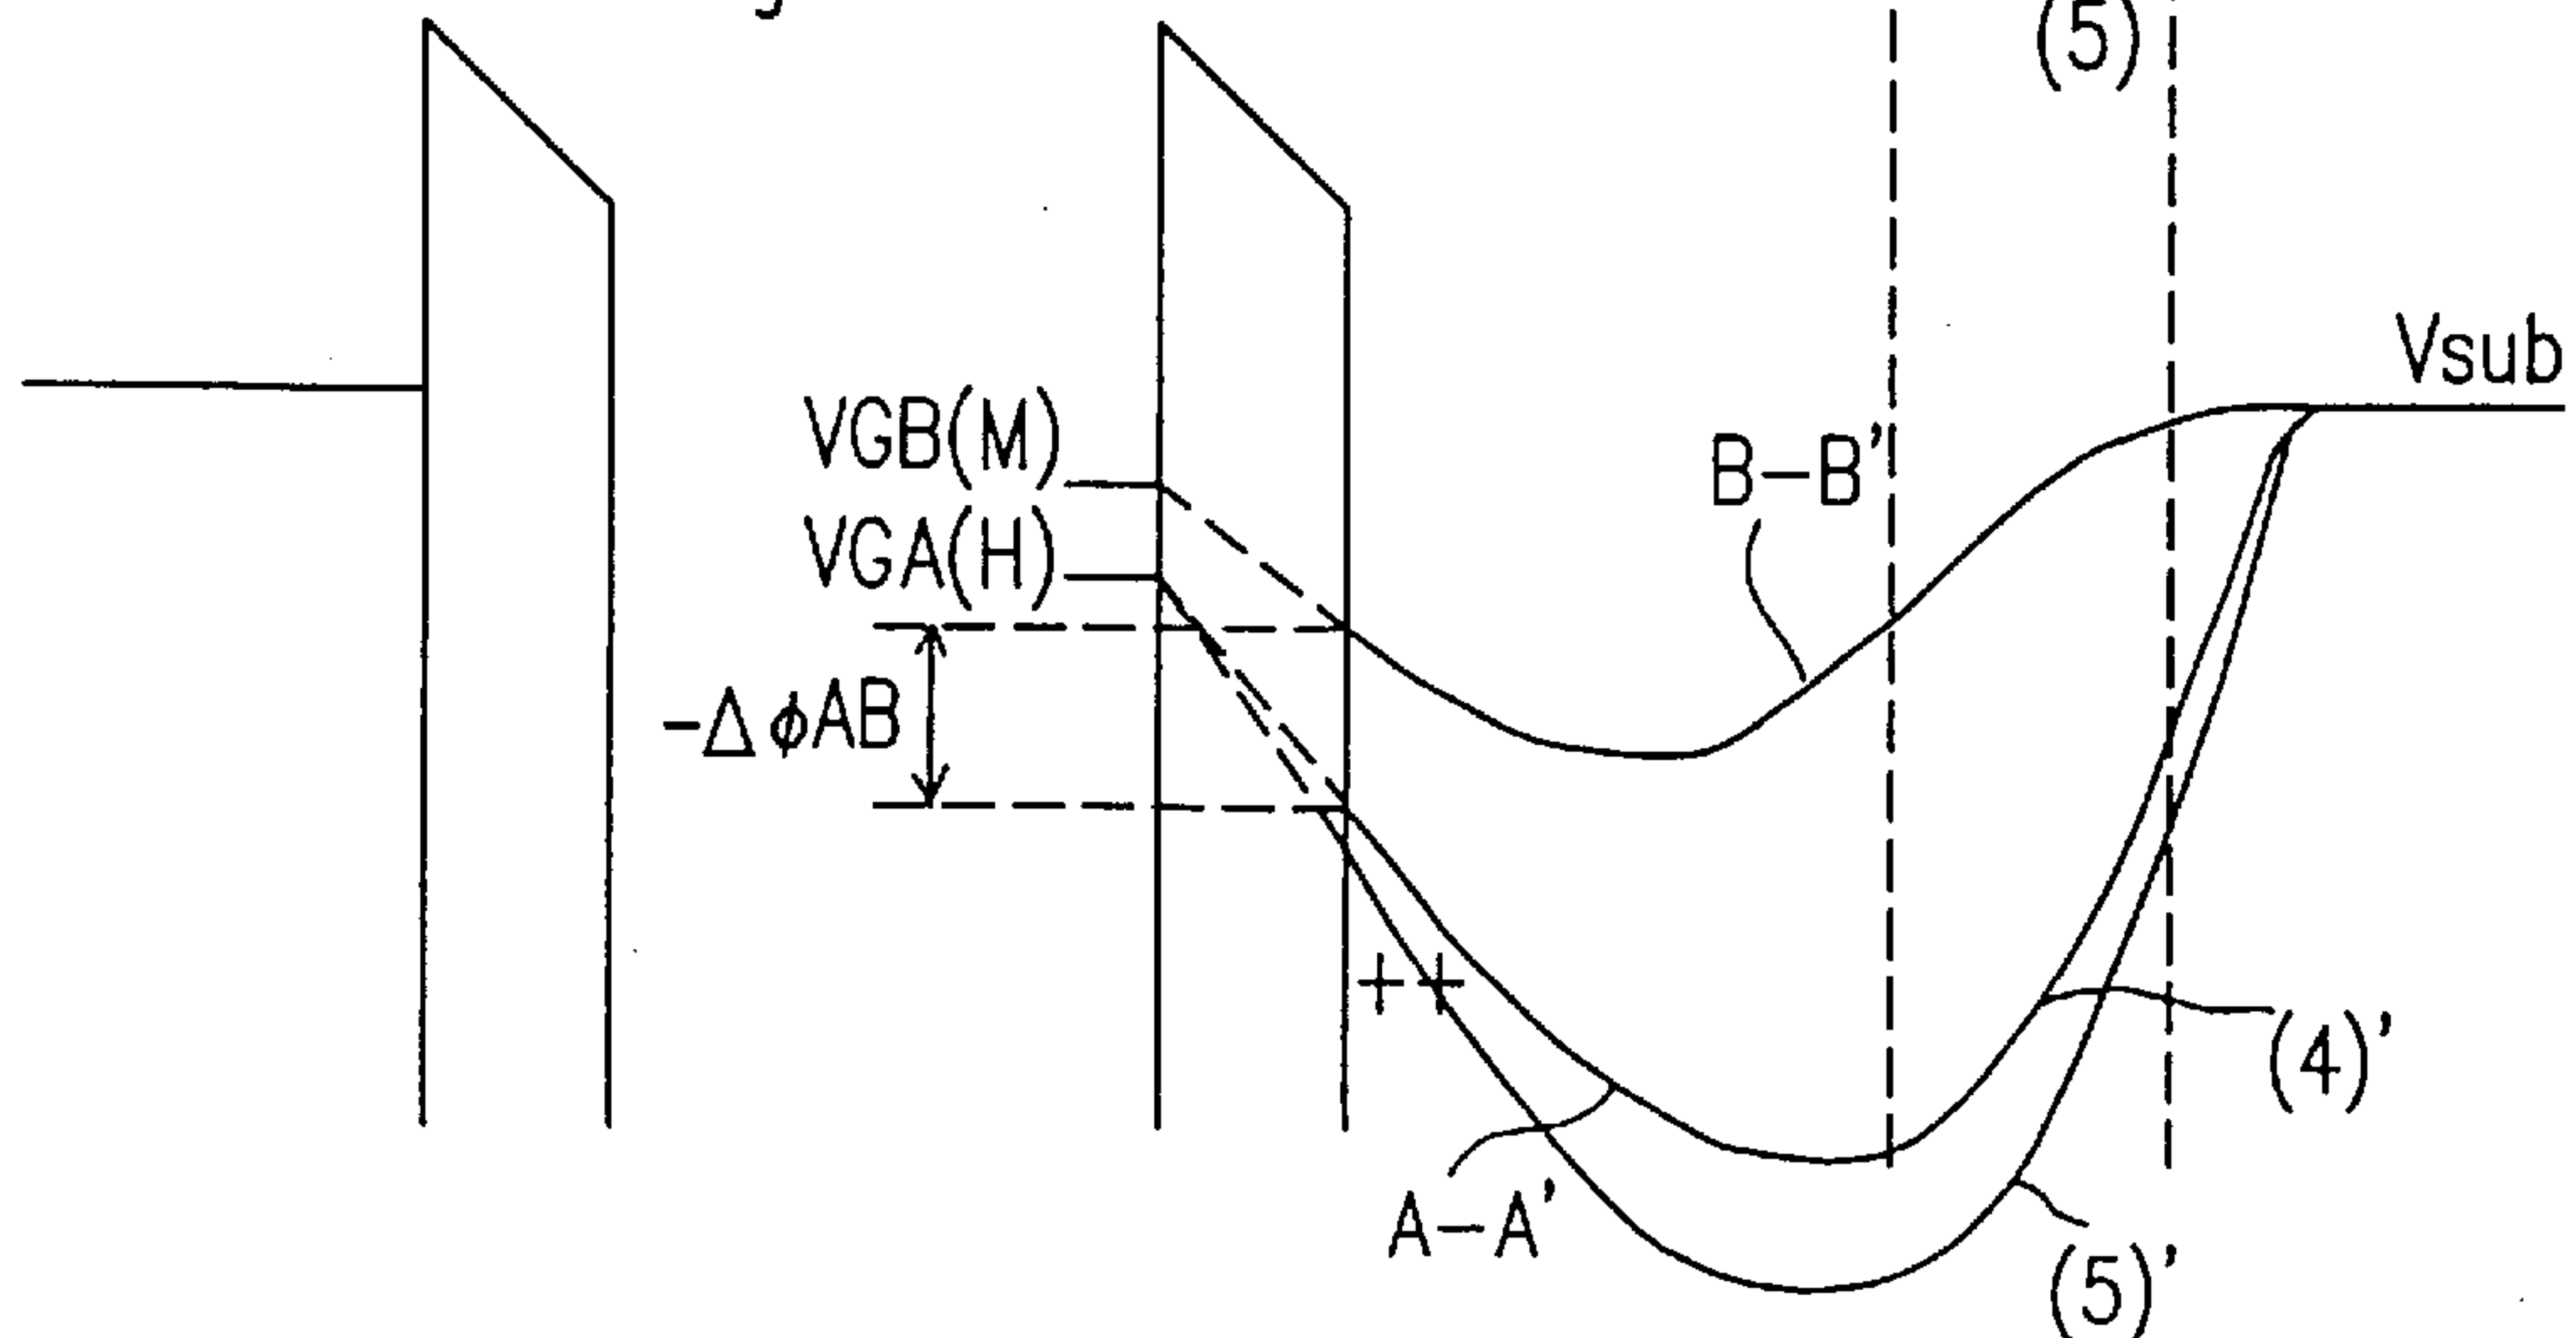 (5)
Vsub
VGB(M)
B-B'
VGA(H)
-ΔϕAB
++
(4)'
A-A'
(5)'